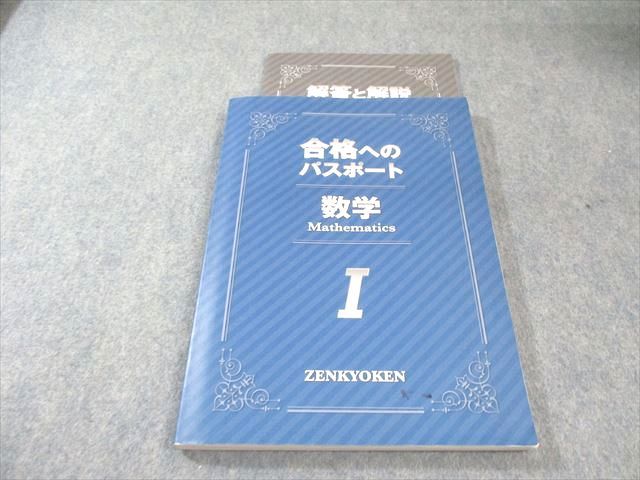 解答と解説
合格への
パスポート
数学
Mathematics
I
ZENKYOKEN